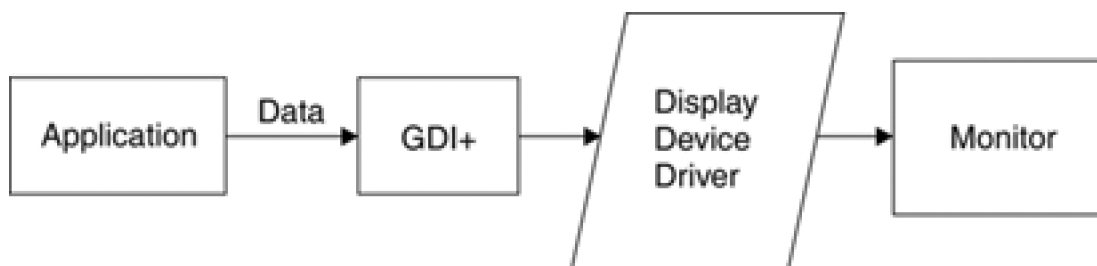 Application
Data
GDI+
Display
Device
Driver
Monitor